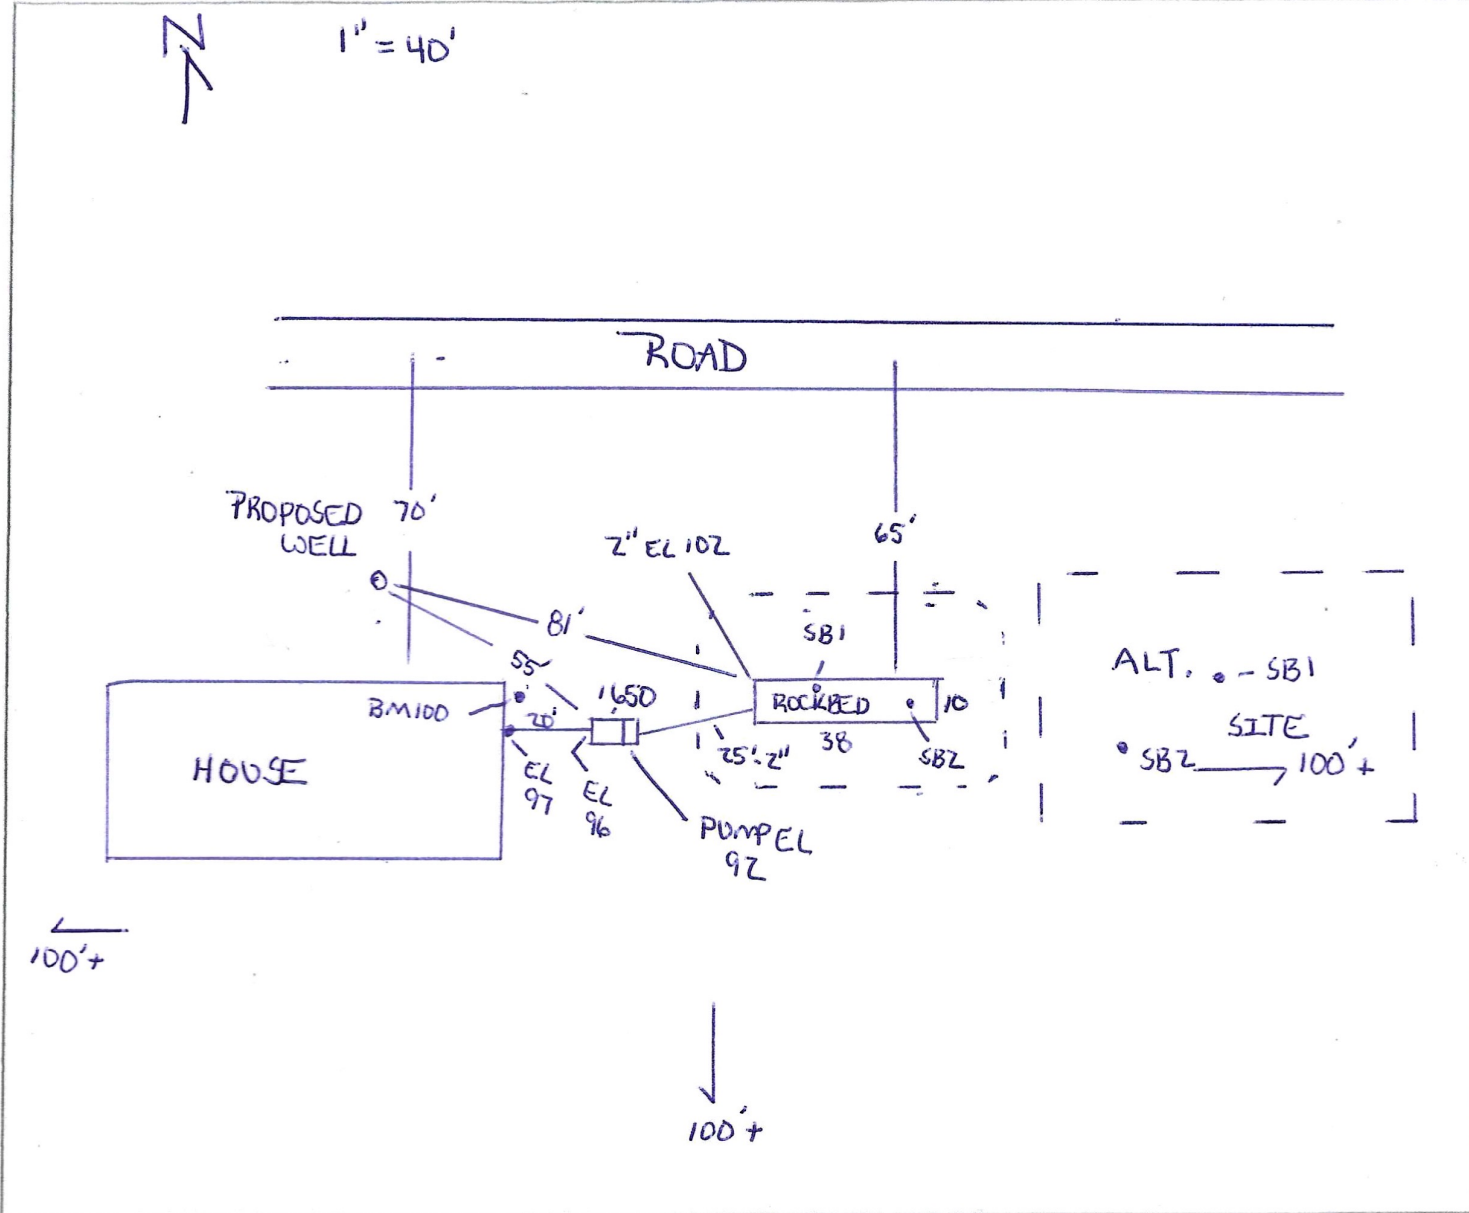 N
1" = 40'
ROAD
PROPOSED
WELL
70'
65'
2" EL 102
81'
55'
SB1
ALT.
- SB1
SITE
SB2
100'+
BM100
20'
1650
ROCKBED
10
38
25'-2"
SB2
HOUSE
EL
97
EL
96
PUMP EL
92
100'+
100'+